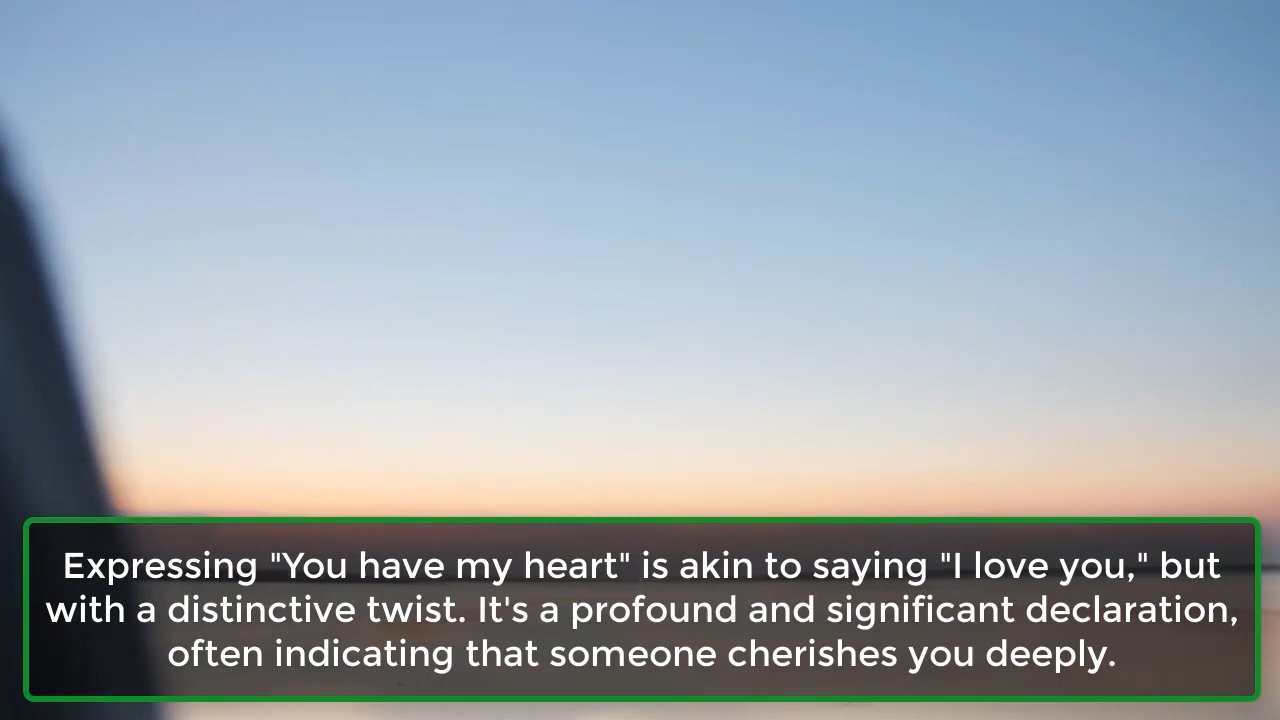 Expressing "You have my heart" is akin to saying "I love you," but
with a distinctive twist. It's a profound and significant declaration,
often indicating that someone cherishes you deeply.